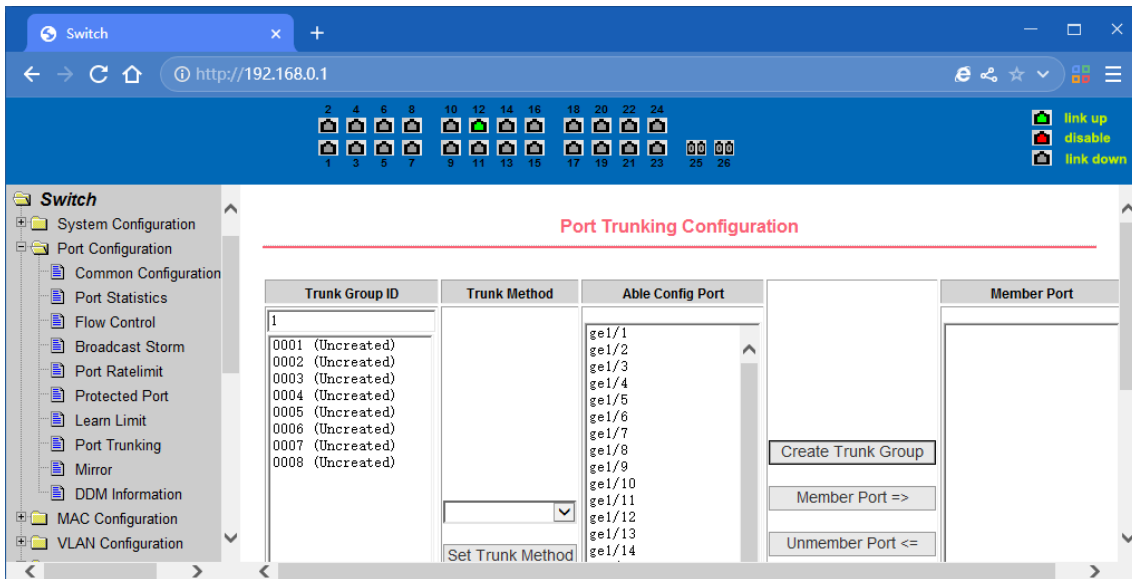 Switch
http://192.168.0.1
2 4 6 8 10 12 14 16 18 20 22 24
1 3 5 7 9 11 13 15 17 19 21 23 25 26
link up
disable
link down
Switch
System Configuration
Port Configuration
Common Configuration
Port Statistics
Flow Control
Broadcast Storm
Port Ratelimit
Protected Port
Learn Limit
Port Trunking
Mirror
DDM Information
MAC Configuration
VLAN Configuration
Port Trunking Configuration
Trunk Group ID Trunk Method Able Config Port Member Port
1
0001 (Uncreated)
0002 (Uncreated)
0003 (Uncreated)
0004 (Uncreated)
0005 (Uncreated)
0006 (Uncreated)
0007 (Uncreated)
0008 (Uncreated)
Set Trunk Method
ge1/1
ge1/2
ge1/3
ge1/4
ge1/5
ge1/6
ge1/7
ge1/8
ge1/9
ge1/10
ge1/11
ge1/12
ge1/13
ge1/14
Create Trunk Group
Member Port =>
Unmember Port <=